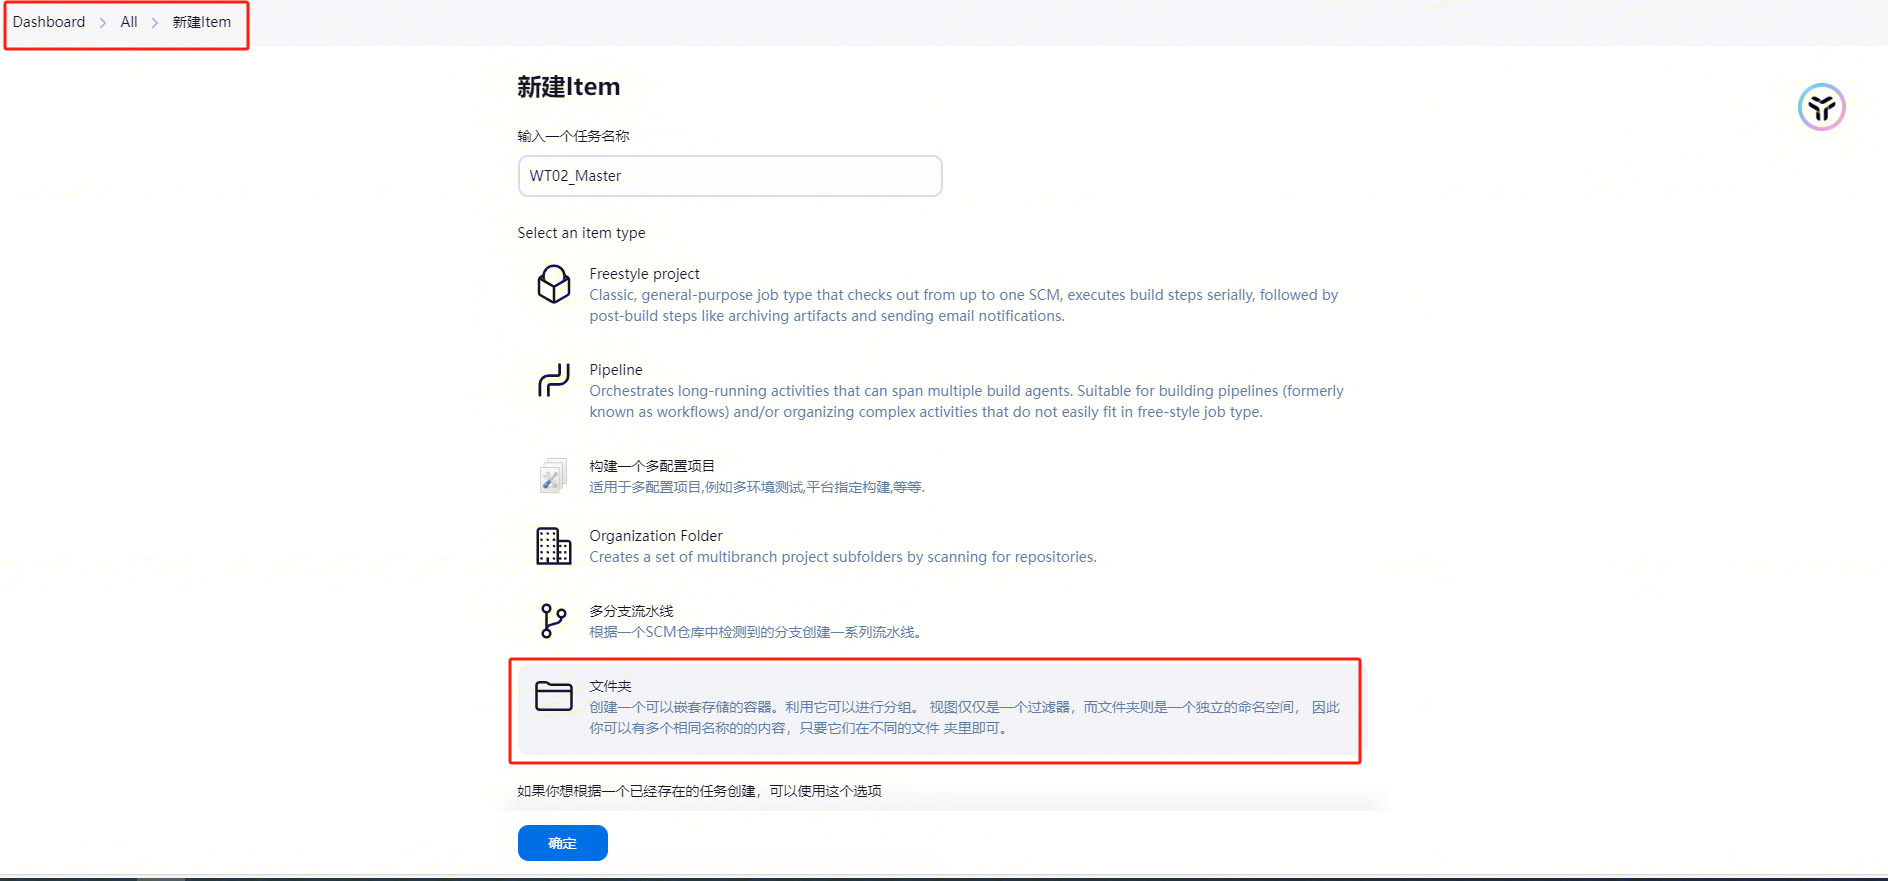 Dashboard > All > 新建Item
新建Item
输入一个任务名称
WT02_Master
Select an item type
Freestyle project
Classic, general-purpose job type that checks out from up to one SCM, executes build steps serially, followed by
post-build steps like archiving artifacts and sending email notifications.
Pipeline
Orchestrates long-running activities that can span multiple build agents. Suitable for building pipelines (formerly
known as workflows) and/or organizing complex activities that do not easily fit in free-style job type.
构建一个多配置项目
适用于多配置项目,例如多环境测试,平台指定构建,等等.
Organization Folder
Creates a set of multibranch project subfolders by scanning for repositories.
多分支流水线
根据一个SCM仓库中检测到的分支创建一系列流水线。
文件夹
创建一个可以嵌套存储的容器。利用它可以进行分组。 视图仅仅是一个过滤器，而文件夹则是一个独立的命名空间， 因此
你可以有多个相同名称的的内容，只要它们在不同的文件 夹里即可。
如果你想根据一个已经存在的任务创建，可以使用这个选项
确定